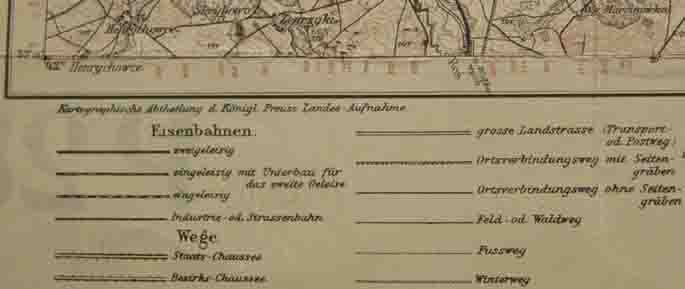 Henrychowze
Kartographische Abtheilung d. Königl. Preuss. Landes-Aufnahme.
Eisenbahnen.
zweigeleisig
eingeleisig mit Unterbau für
das zweite Geleise
eingleisig
Industrie- od. Strassenbahn
Wege
Staats-Chaussee
Bezirks-Chaussee
grosse Landstrasse (Transport-
od. Postweg)
Ortsverbindungsweg mit Seiten-
gräben
Ortsverbindungsweg ohne Seiten-
gräben
Feld- od. Waldweg
Fussweg
Winterweg